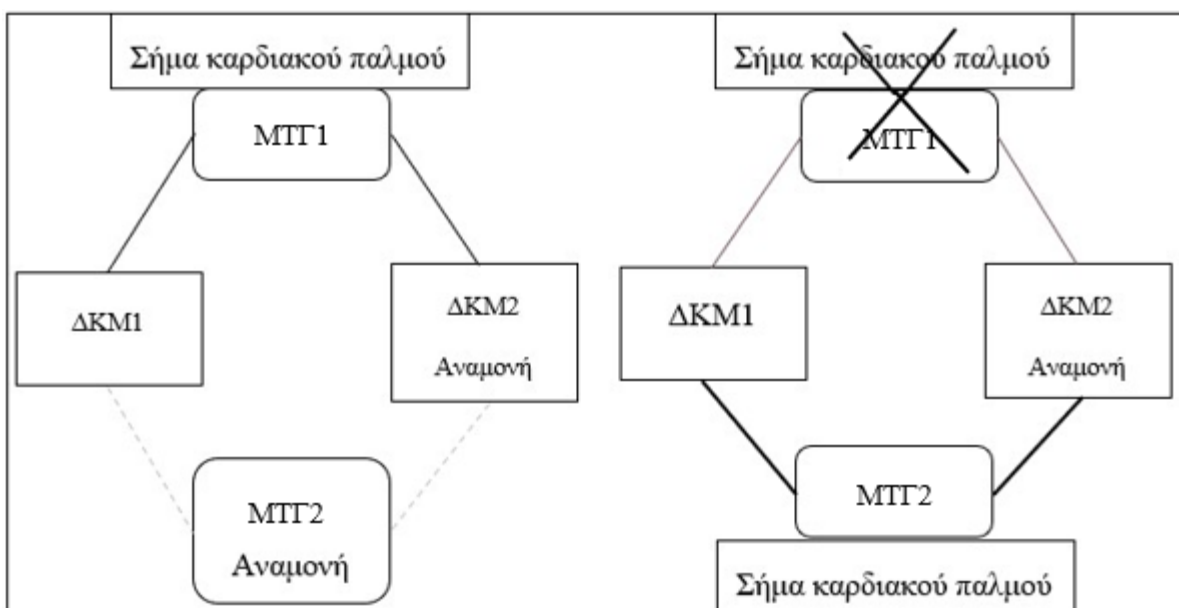 Σήμα καρδιακού παλμού
ΜΤΓ1
ΔΚΜ1
ΔΚΜ2
Αναμονή
ΜΤΓ2
Αναμονή
Σήμα καρδιακού παλμού
ΜΤΓ1
ΔΚΜ1
ΔΚΜ2
Αναμονή
ΜΤΓ2
Σήμα καρδιακού παλμού